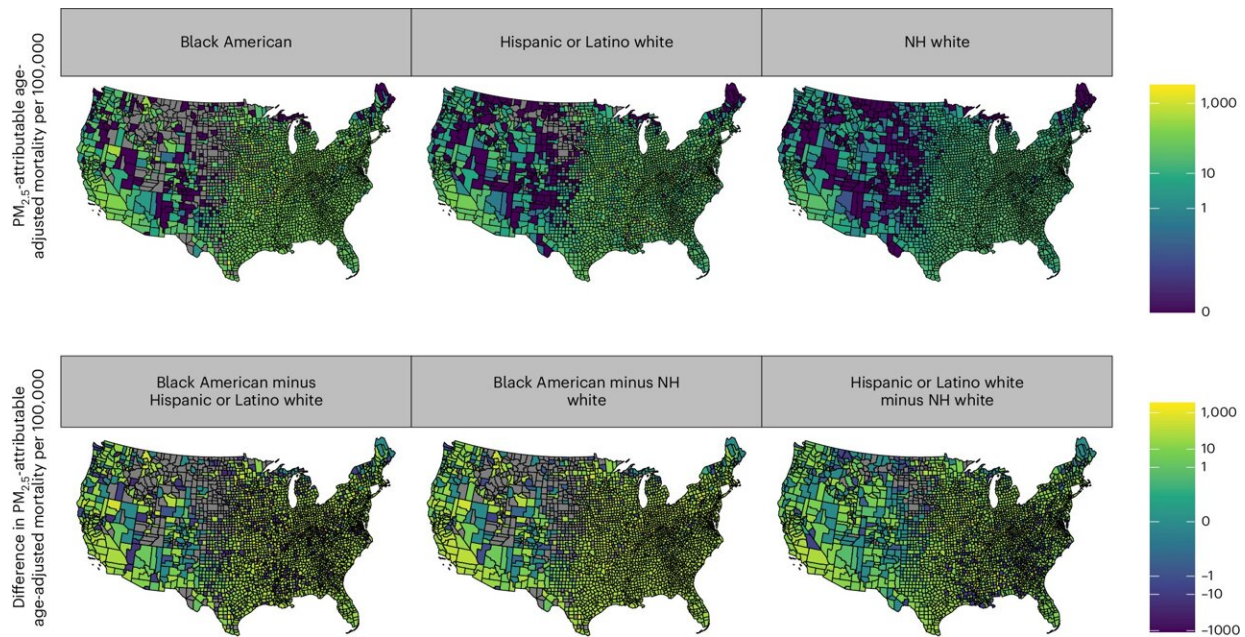 PM2.5-attributable age-
adjusted mortality per 100,000
Black American
Hispanic or Latino white
NH white
1,000
10
1
0
Difference in PM2.5-attributable
age-adjusted mortality per 100,000
Black American minus
Hispanic or Latino white
Black American minus NH
white
Hispanic or Latino white
minus NH white
1,000
10
1
0
-1
-10
-1000